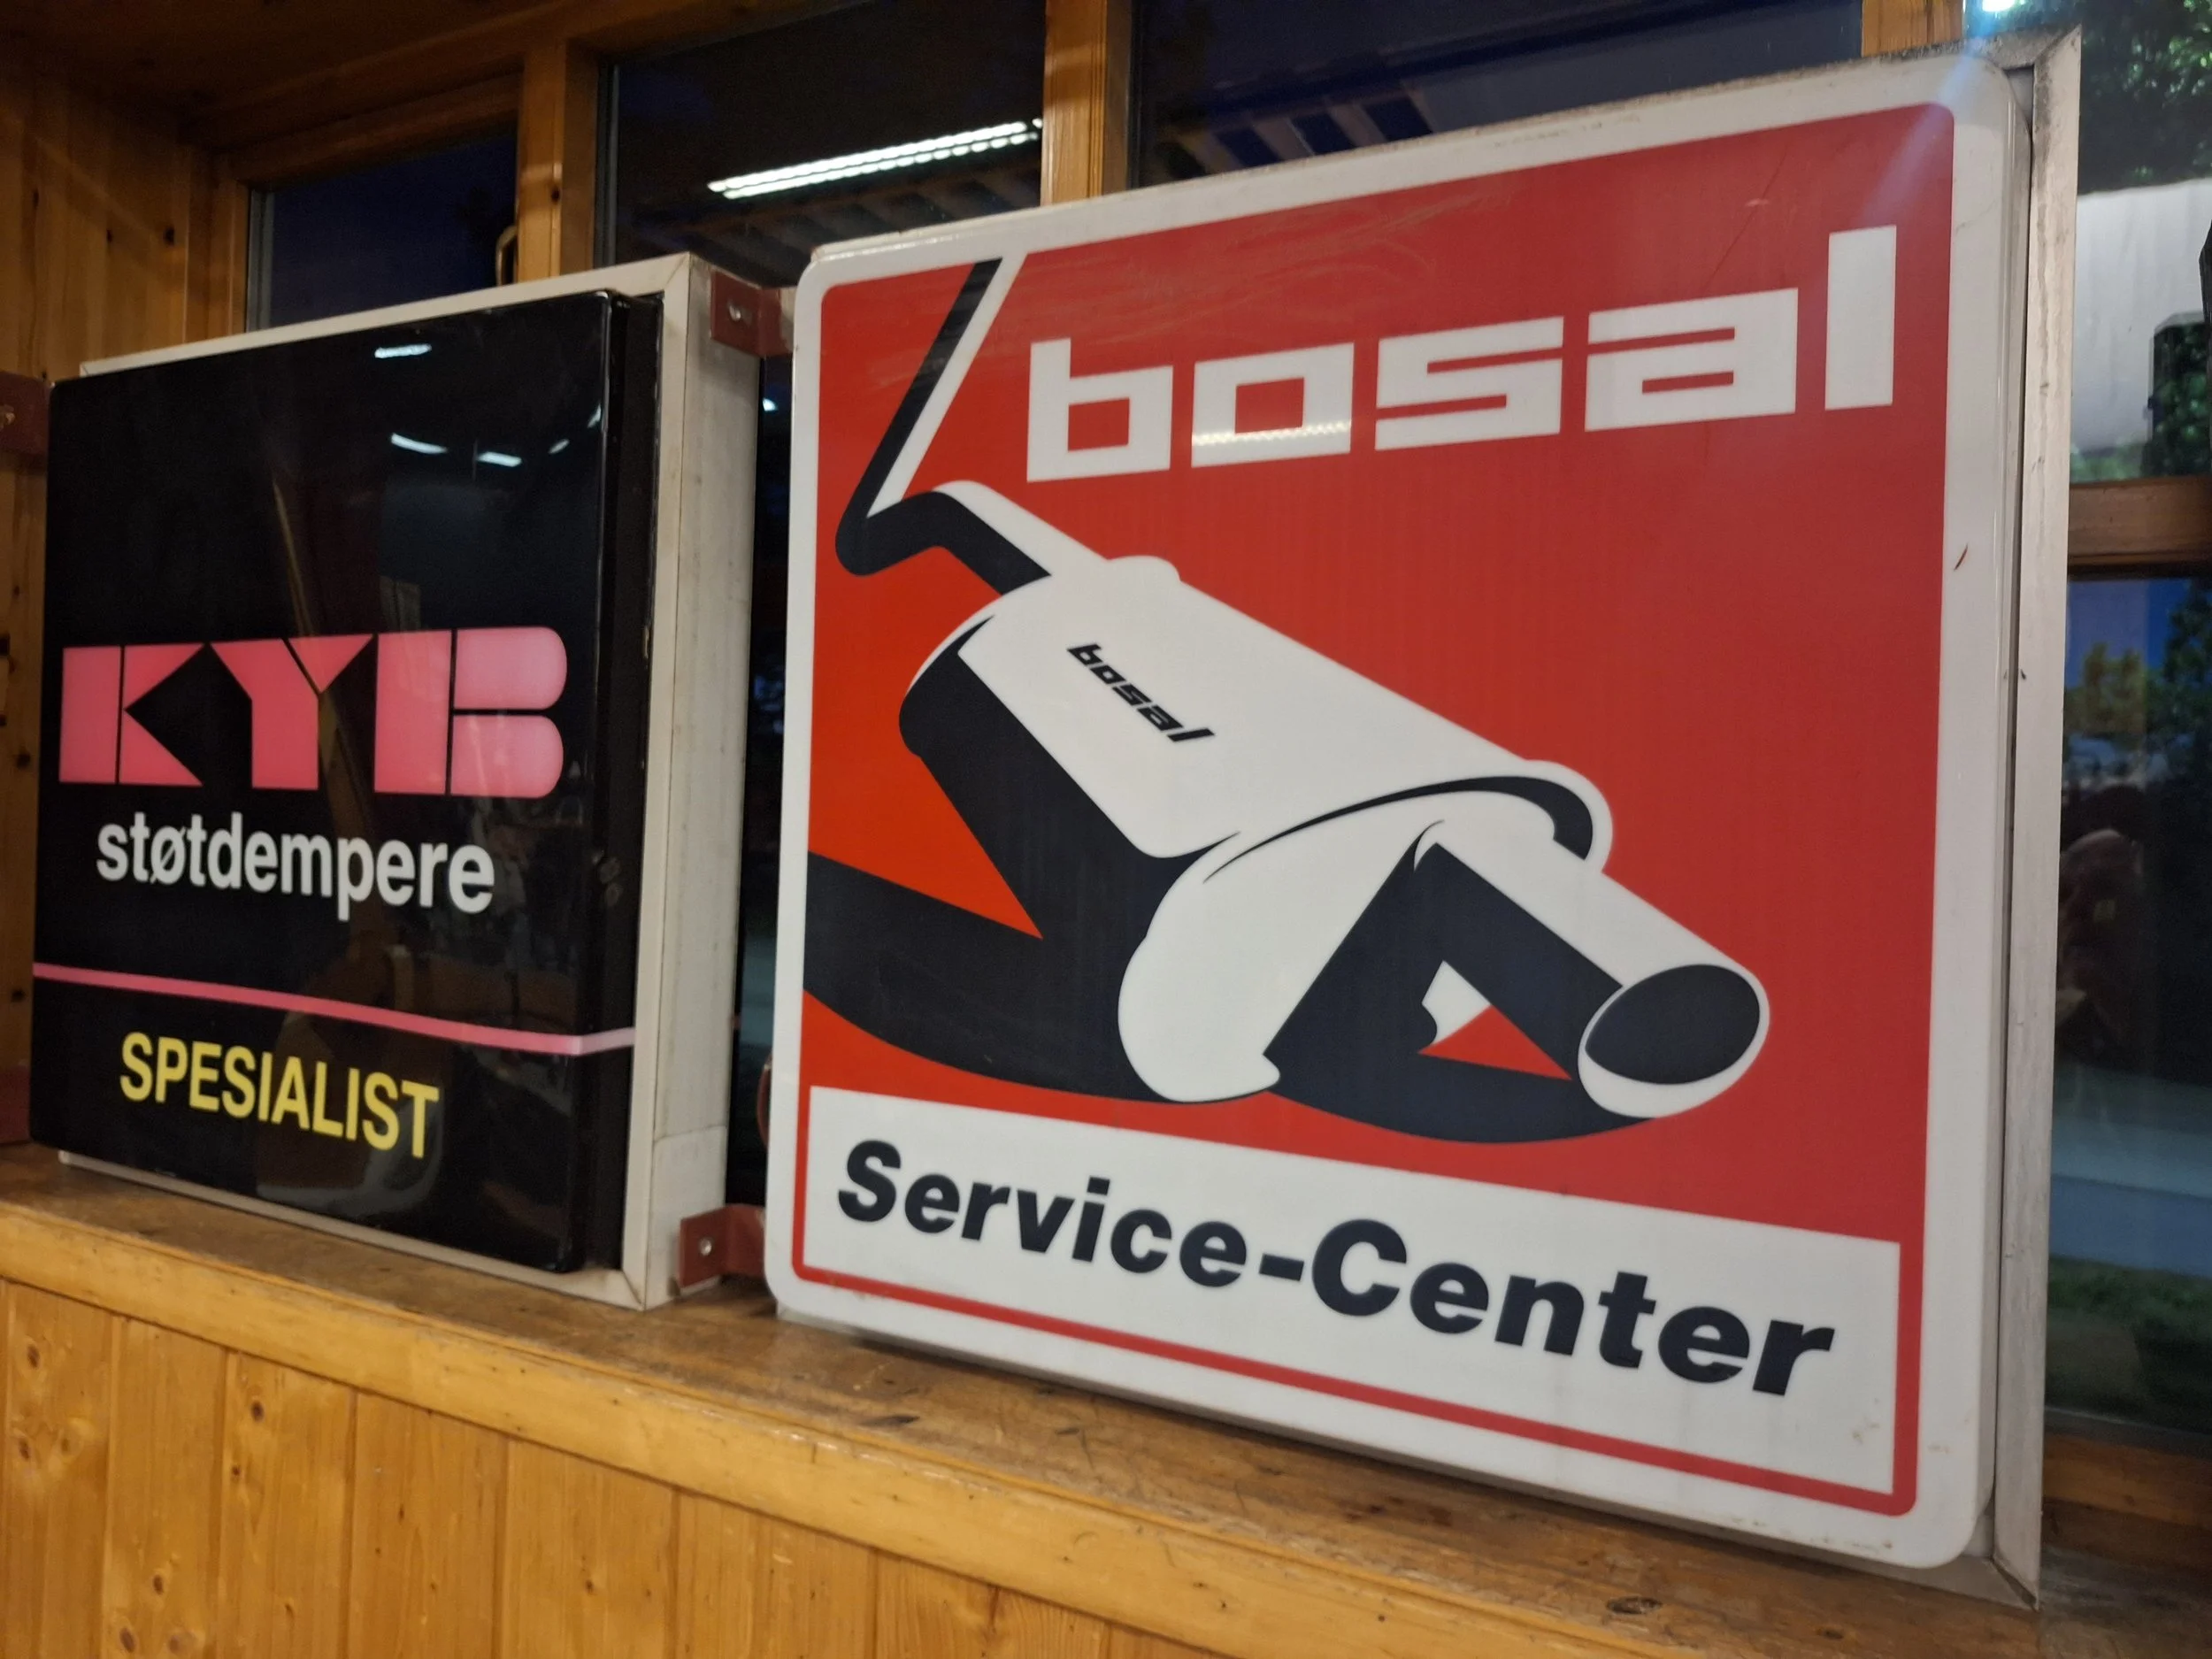 KYB
støtdempere
SPESIALIST
bosal
bosal
Service-Center